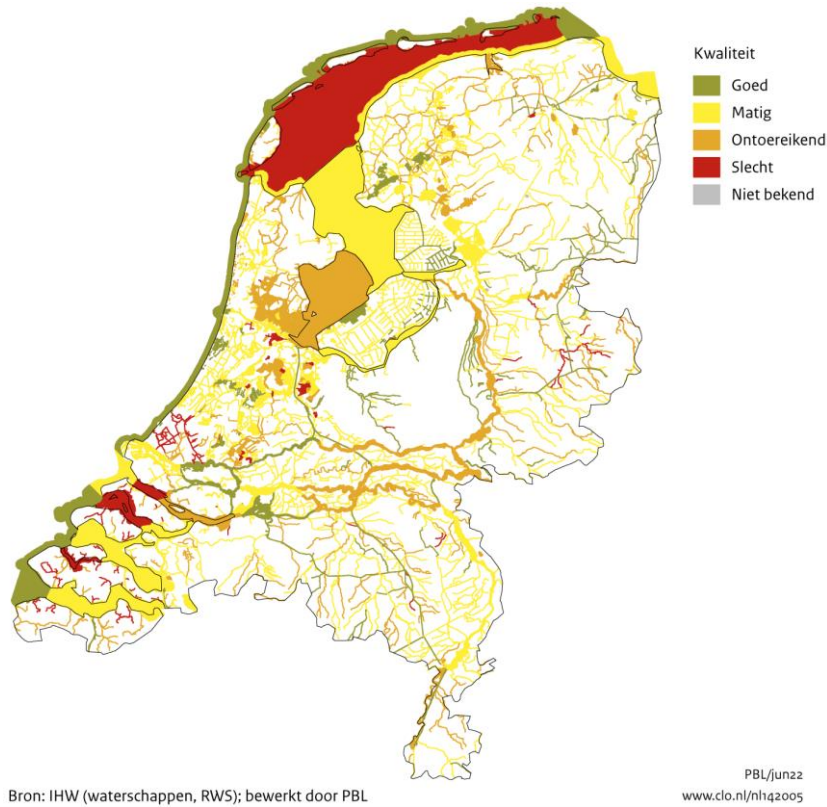 Kwaliteit
Goed
Matig
Ontoereikend
Slecht
Niet bekend
PBL/jun22
Bron: IHW (waterschappen, RWS); bewerkt door PBL
www.clo.nl/nl142005